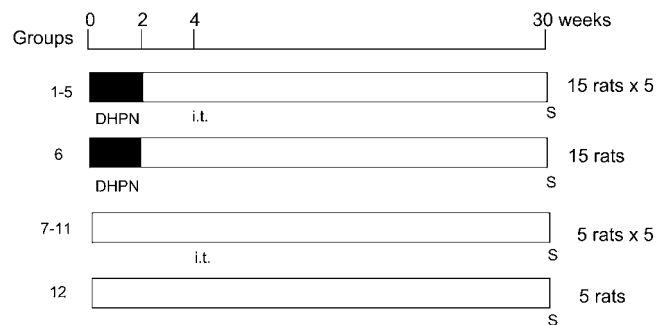 0 2 4 30 weeks
Groups
1-5 15 rats x 5
DHPN i.t. S
6 15 rats
DHPN S
7-11 5 rats x 5
i.t. S
12 5 rats
S